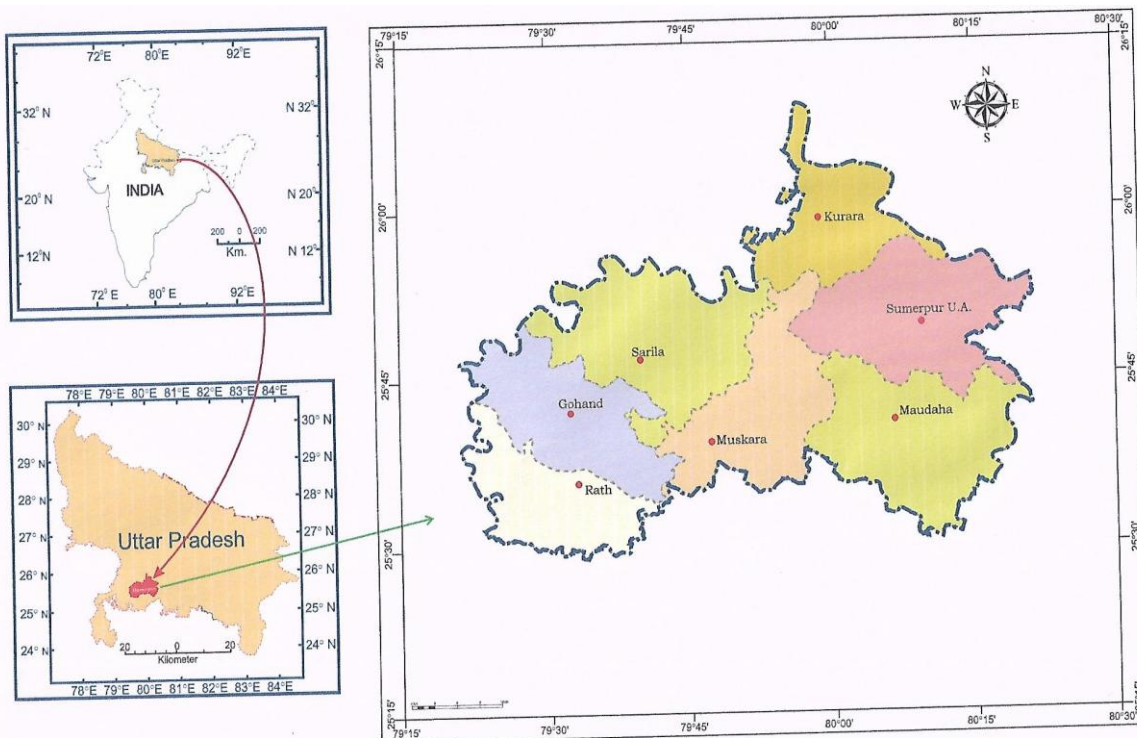 72°E 80°E 92°E
32° N
N 32°
20° N
N 20°
12° N
N 12°
Uttar Pradesh
INDIA
200 0 200
Km.
72° E 80° E 92°E
78°E 79°E 80°E 81°E 82°E 83°E 84°E
30° N
30° N
29° N
29° N
28° N
28° N
27° N
27° N
26° N
26° N
25° N
25° N
24° N
24° N
Uttar Pradesh
20 0 20
Kilometer
78°E 79°E 80°E 81°E 82°E 83°E 84°E
79°15' 79°30' 79°45' 80°00' 80°15' 80°30'
26°15'
26°15'
N
W E
S
26°00'
26°00'
Kurara
Sumerpur U.A.
Sarila
25°45'
25°45'
Gohand
Maudaha
Muskara
Rath
25°30'
25°30'
25°15'
79°15' 79°30' 79°45' 80°00' 80°15' 80°30'